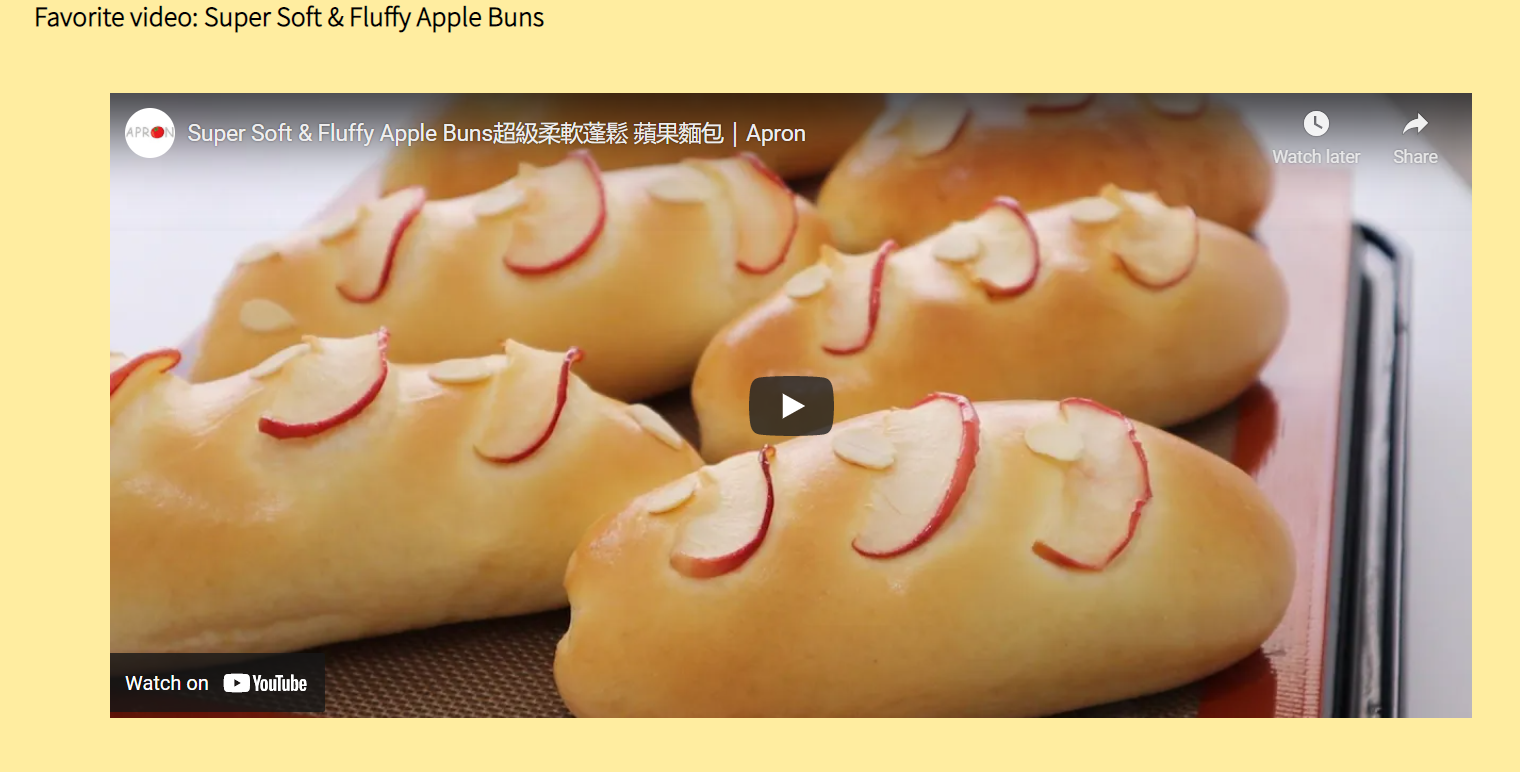 Favorite video: Super Soft & Fluffy Apple Buns
APRON
Super Soft & Fluffy Apple Buns超級柔軟蓬鬆 蘋果麵包｜Apron
Watch later
Share
Watch on YouTube